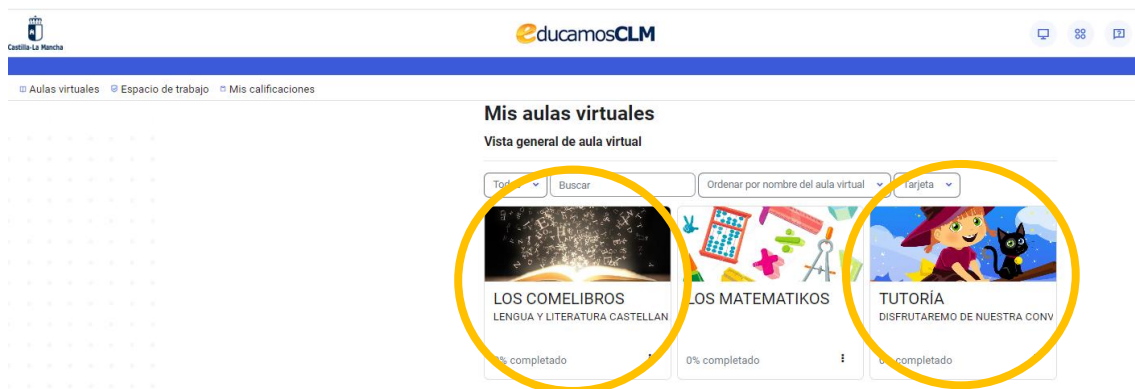 Castilla-La Mancha
educamosCLM
Aulas virtuales Espacio de trabajo Mis calificaciones
Mis aulas virtuales
Vista general de aula virtual
Buscar Ordenar por nombre del aula virtual Tarjeta
LOS COMELIBROS LOS MATEMATIKOS TUTORÍA
LENGUA Y LITERATURA CASTELLAN DISFRUTAREMO DE NUESTRA CONV
0% completado 0% completado 0% completado